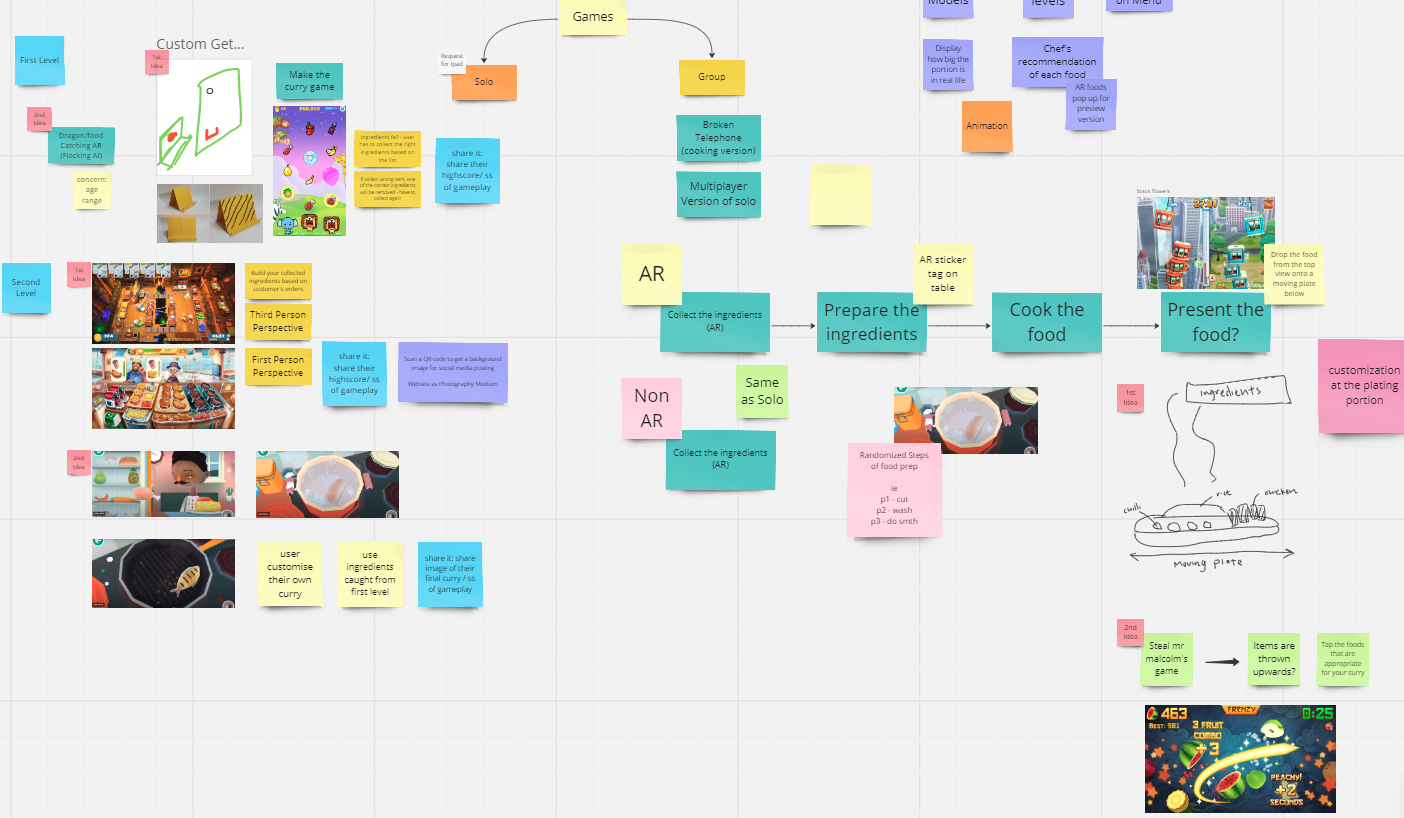 Games
Models
levels
on Menu
Custom Get...
First Level
1st
Idea
Make the
curry game
Request
for Ipad
Solo
Group
Display
how big the
portion is
in real life
Chef's
recommendation
of each food
AR foods
pop up for
preview
version
Animation
2nd
Idea
Dragon/food
Catching AR
(Flocking AI)
concern:
age
range
ingredients fall - user
has to collect the right
ingredients based on
the list
If collect wrong item, one
of the correct ingredients
will be removed - have to
collect again
share it:
share their
highscore/ ss
of gameplay
Broken
Telephone
(cooking version)
Multiplayer
Version of solo
Stack Towers
27:31
Drop the food
from the top
view onto a
moving plate
below
AR
AR sticker
tag on
table
Collect the ingredients
(AR)
Prepare the
ingredients
Cook the
food
Present the
food?
Second
Level
1st
Idea
Build your collected
ingredients based on
customer's orders
Third Person
Perspective
First Person
Perspective
share it:
share their
highscore/ ss
of gameplay
Scan a QR code to get a background
image for social media posting
Website as Photography Medium
Non
AR
Same
as Solo
Collect the ingredients
(AR)
Randomized Steps
of food prep
ie
p1 - cut
p2 - wash
p3 - do smth
1st
Idea
customization
at the plating
portion
ingredients
rice
chicken
Moving plate
2nd
Idea
user
customise
their own
curry
use
ingredients
caught from
first level
share it: share
image of their
final curry / ss
of gameplay
2nd
Idea
Steal mr
malcolm's
game
Items are
thrown
upwards?
Tap the foods
that are
appropriate
for your curry
463
BEST: 981
FRENZY
0:25
3 FRUIT
COMBO
+3
PEACHY!
+2
SECONDS